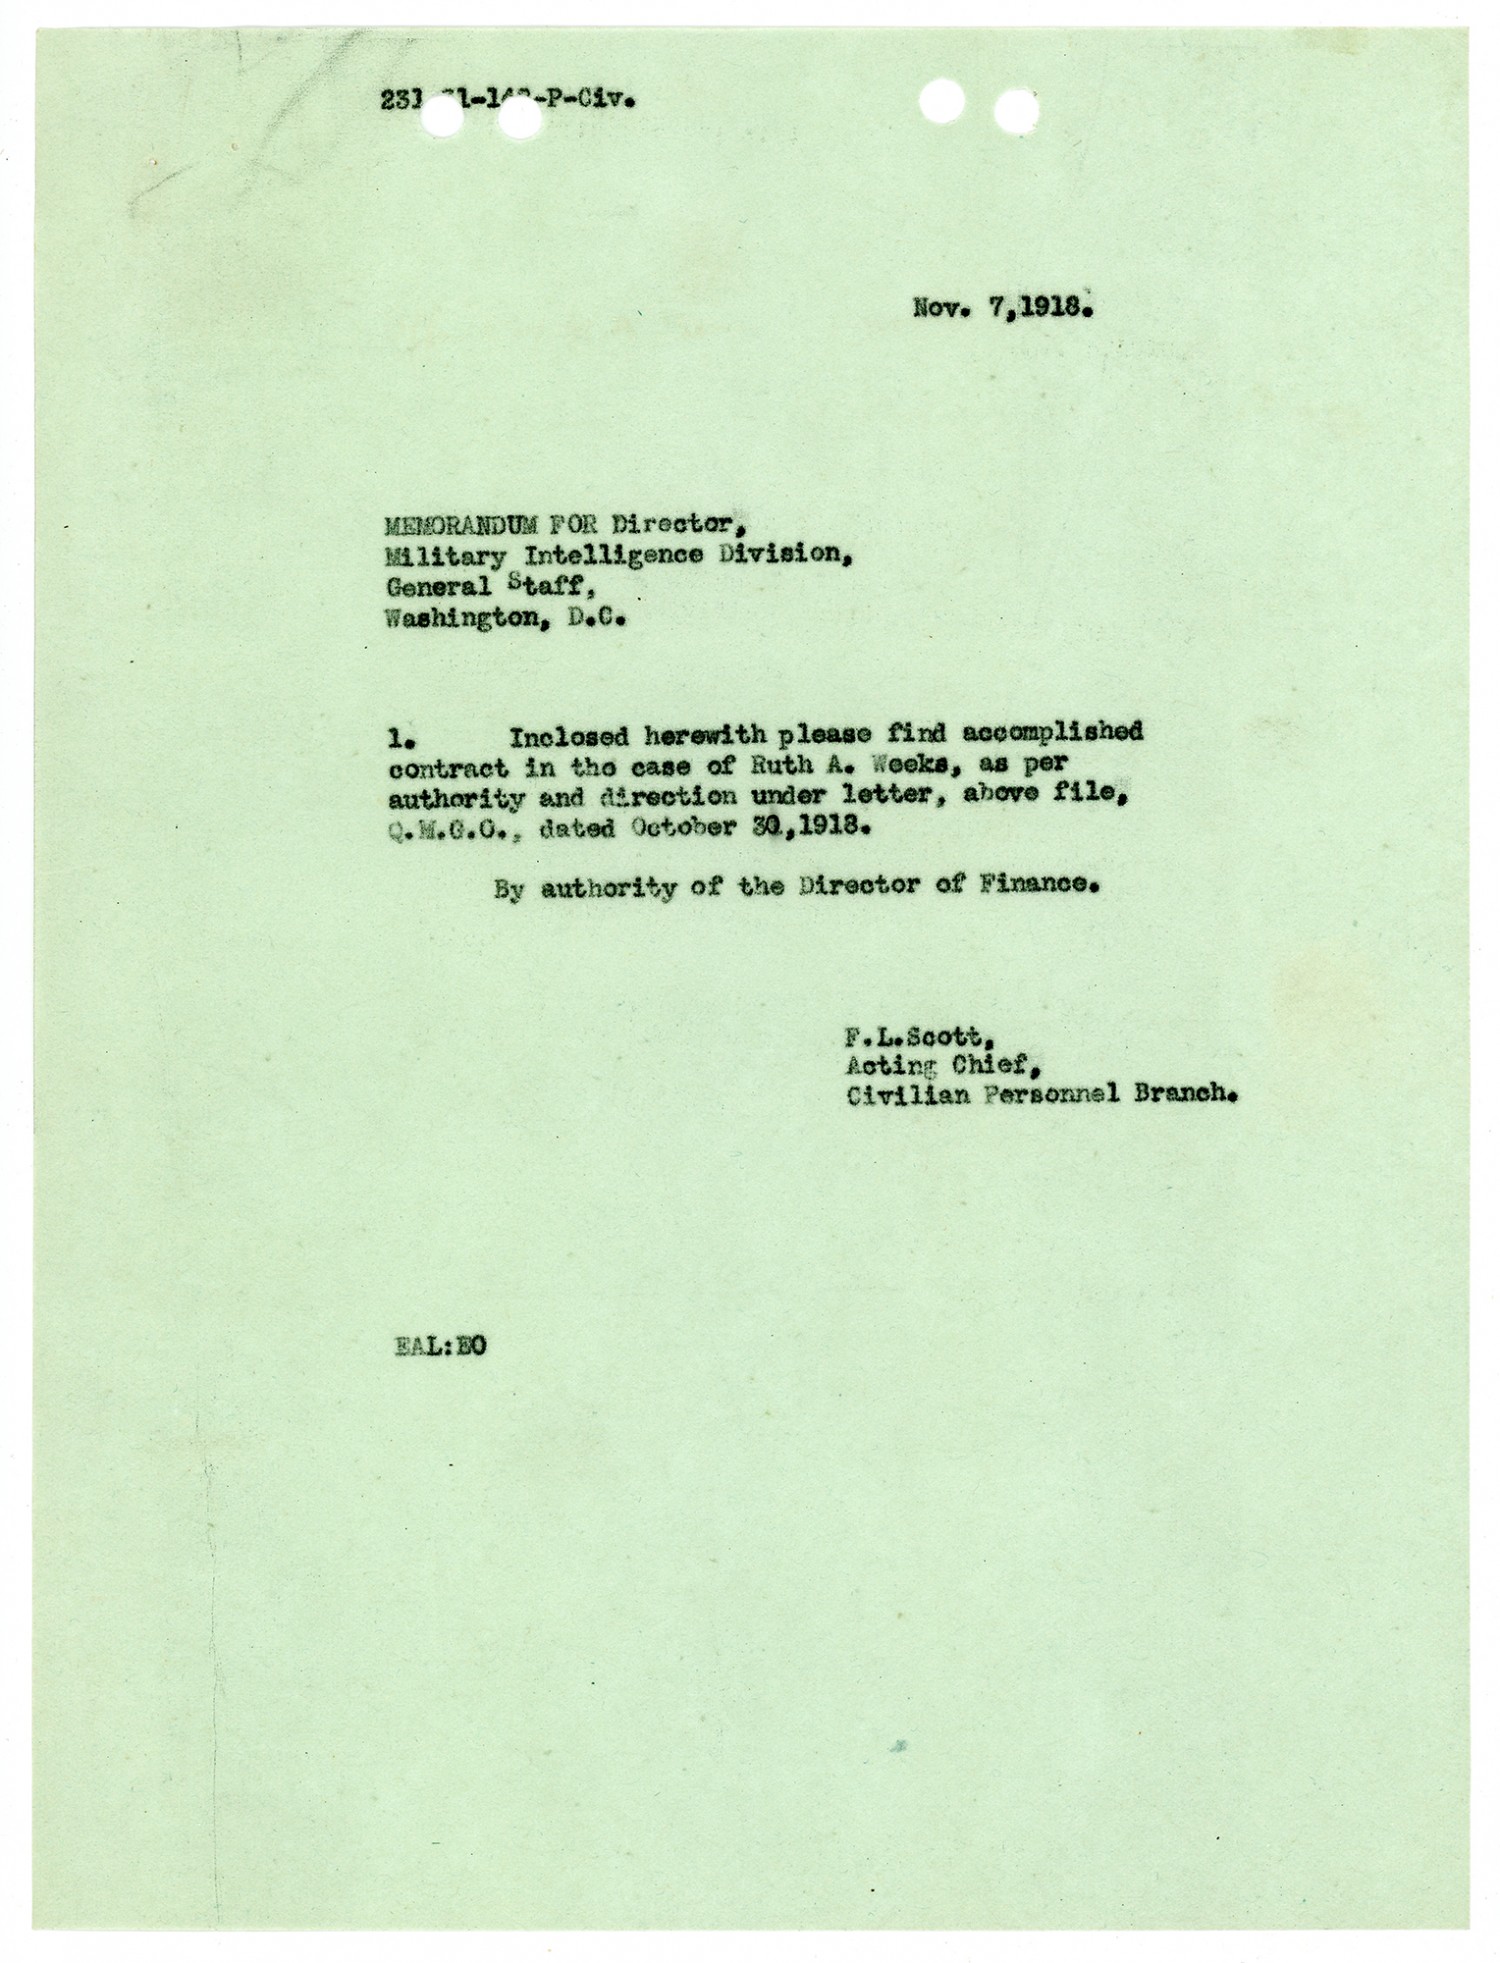 -P-Civ.
Nov. 7,1918.
MEMORANDUM FOR Director,
Military Intelligence Division,
General Staff,
Washington, D.C.
1. Inclosed herewith please find accomplished
contract in the case of Ruth A. Weeks, as per
authority and direction under letter, above file,
Q.M.G.O., dated October 30,1918.
By authority of the Director of Finance.
F.L.Scott,
Acting Chief,
Civilian Personnel Branch.
EAL:EO